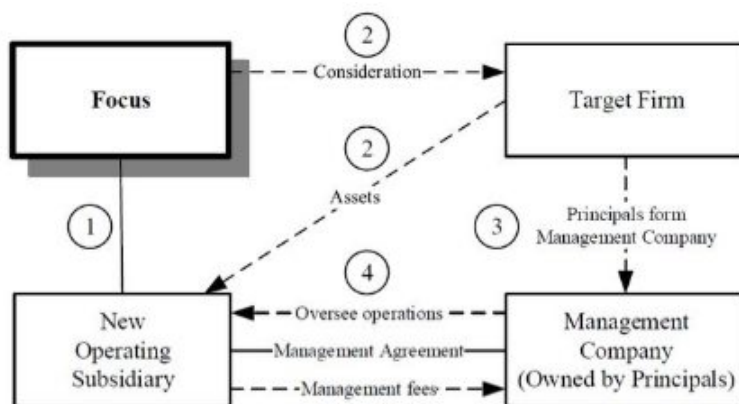 2
Consideration
Focus
Target Firm
2
Assets
1
3
Principals form
Management Company
4
New
Operating
Subsidiary
Oversee operations
Management Agreement
Management fees
Management
Company
(Owned by Principals)